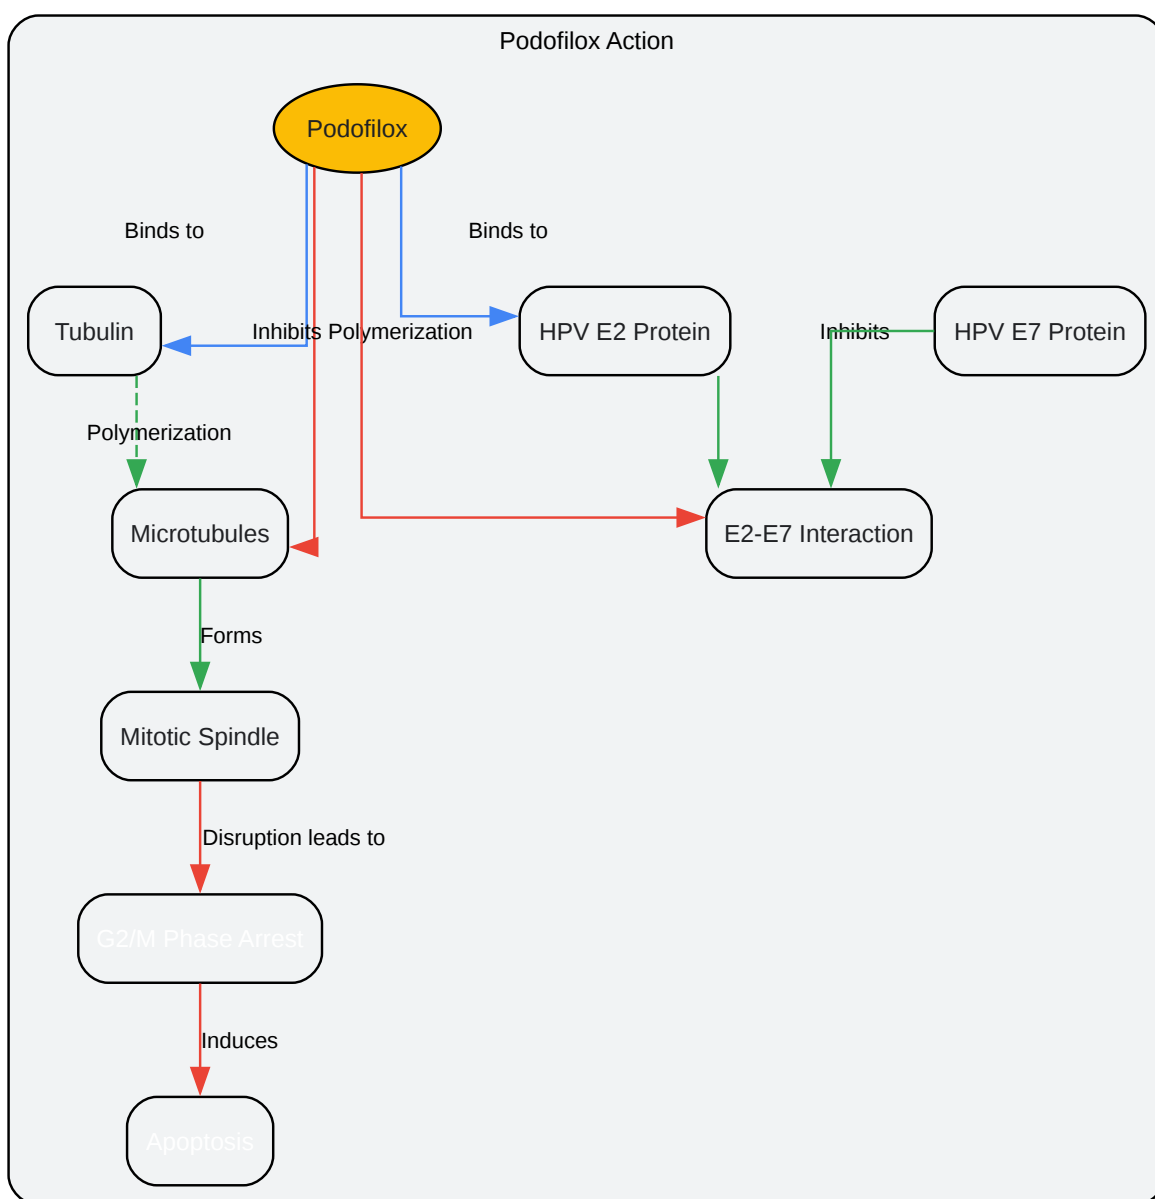 Podofilox Action
Podofilox
Binds to
Binds to
Tubulin
Inhibits Polymerization
HPV E2 Protein
Inhibits
HPV E7 Protein
Polymerization
Microtubules
E2-E7 Interaction
Forms
Mitotic Spindle
Disruption leads to
G2/M Phase Arrest
Induces
Apoptosis